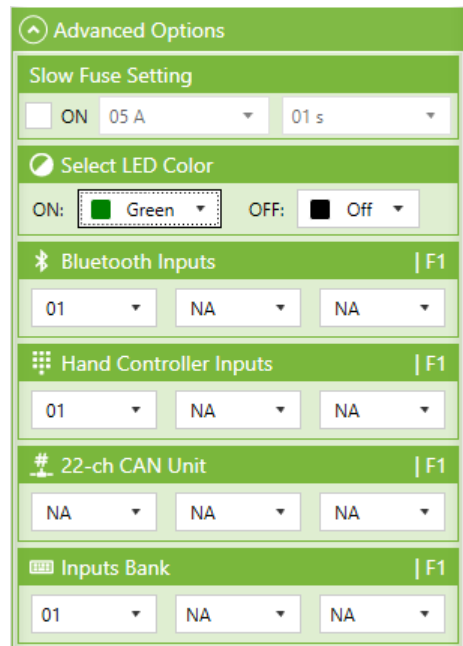 Advanced Options
Slow Fuse Setting
ON 05 A 01 s
Select LED Color
ON: Green OFF: Off
Bluetooth Inputs | F1
01 NA NA
Hand Controller Inputs | F1
01 NA NA
# 22-ch CAN Unit | F1
NA NA NA
Inputs Bank | F1
01 NA NA